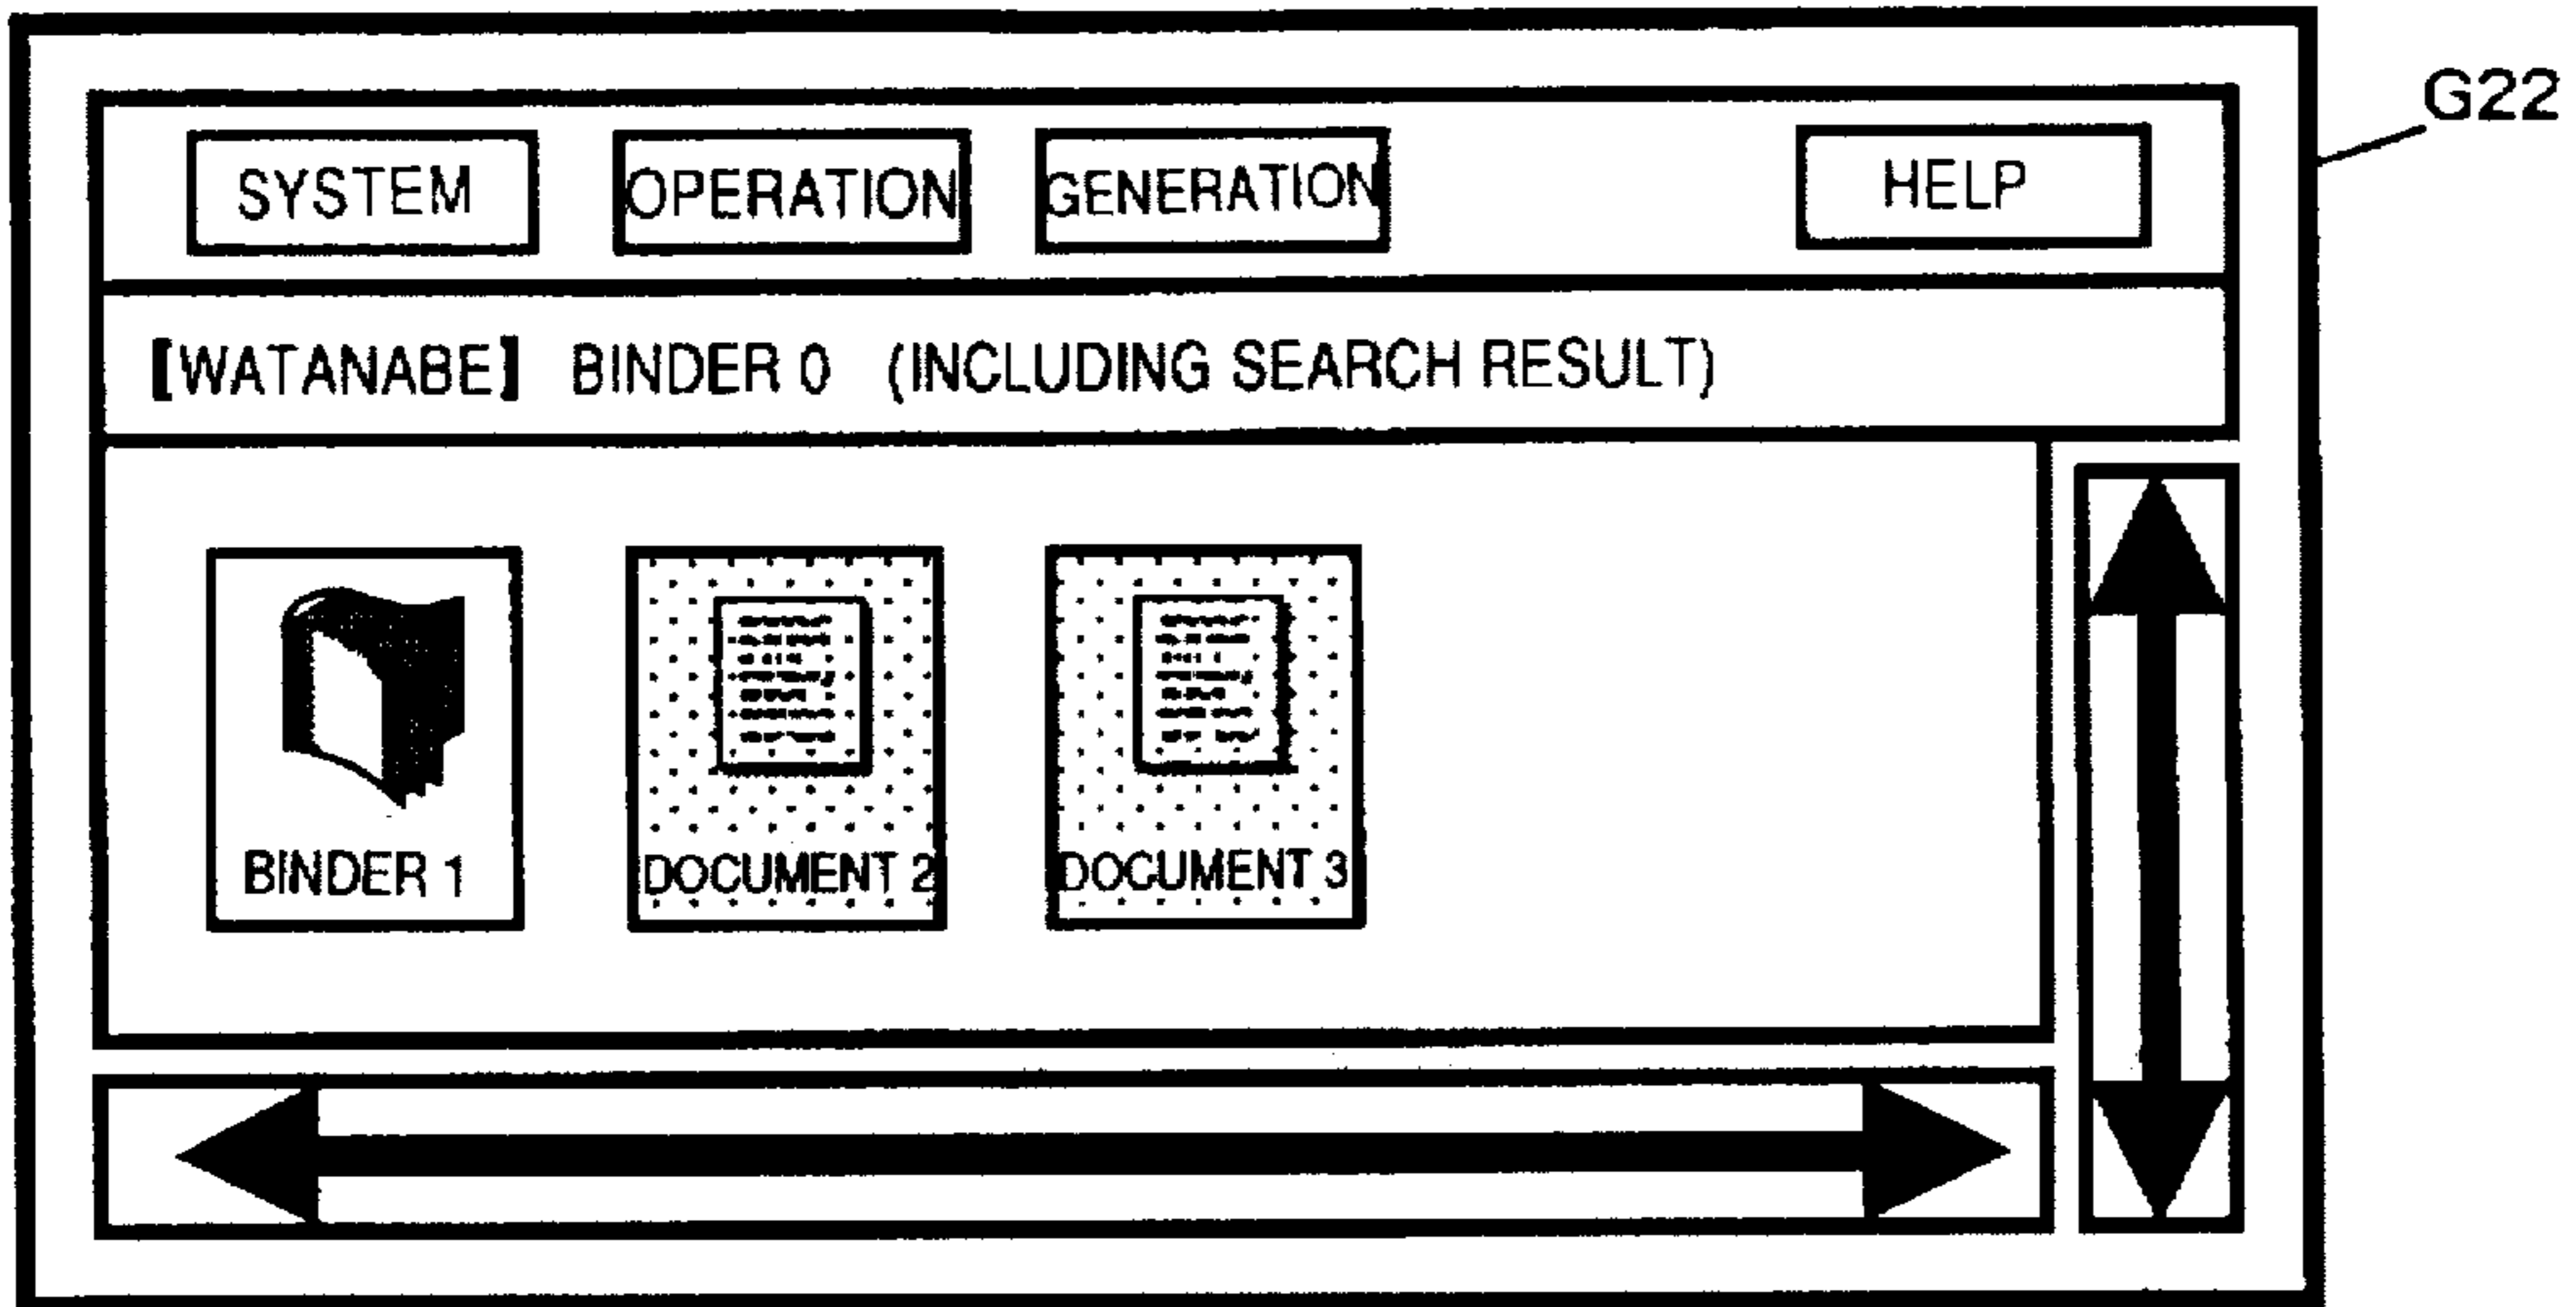 G22
SYSTEM OPERATION GENERATION HELP
[WATANABE] BINDER 0 (INCLUDING SEARCH RESULT)
BINDER 1 DOCUMENT 2 DOCUMENT 3